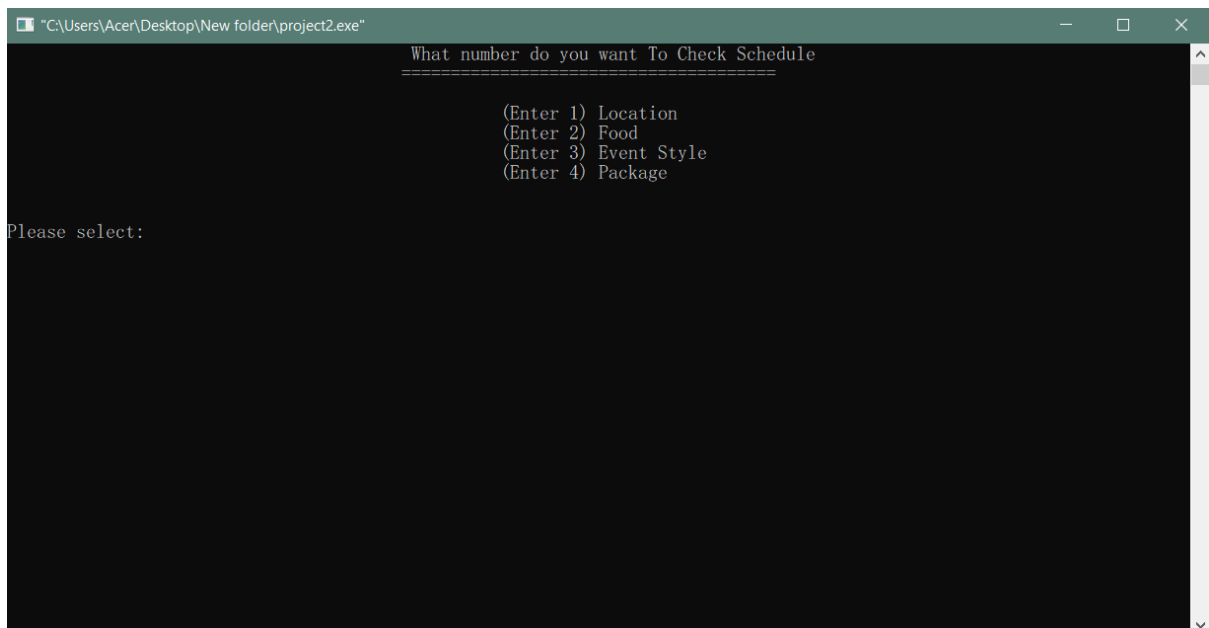 "C:\Users\Acer\Desktop\New folder\project2.exe"
What number do you want To Check Schedule
======================================
(Enter 1) Location
(Enter 2) Food
(Enter 3) Event Style
(Enter 4) Package
Please select: